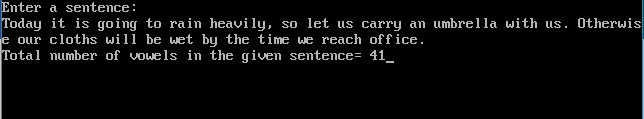 Enter a sentence:
Today it is going to rain heavily, so let us carry an umbrella with us. Otherwis
e our cloths will be wet by the time we reach office.
Total number of vowels in the given sentence= 41_